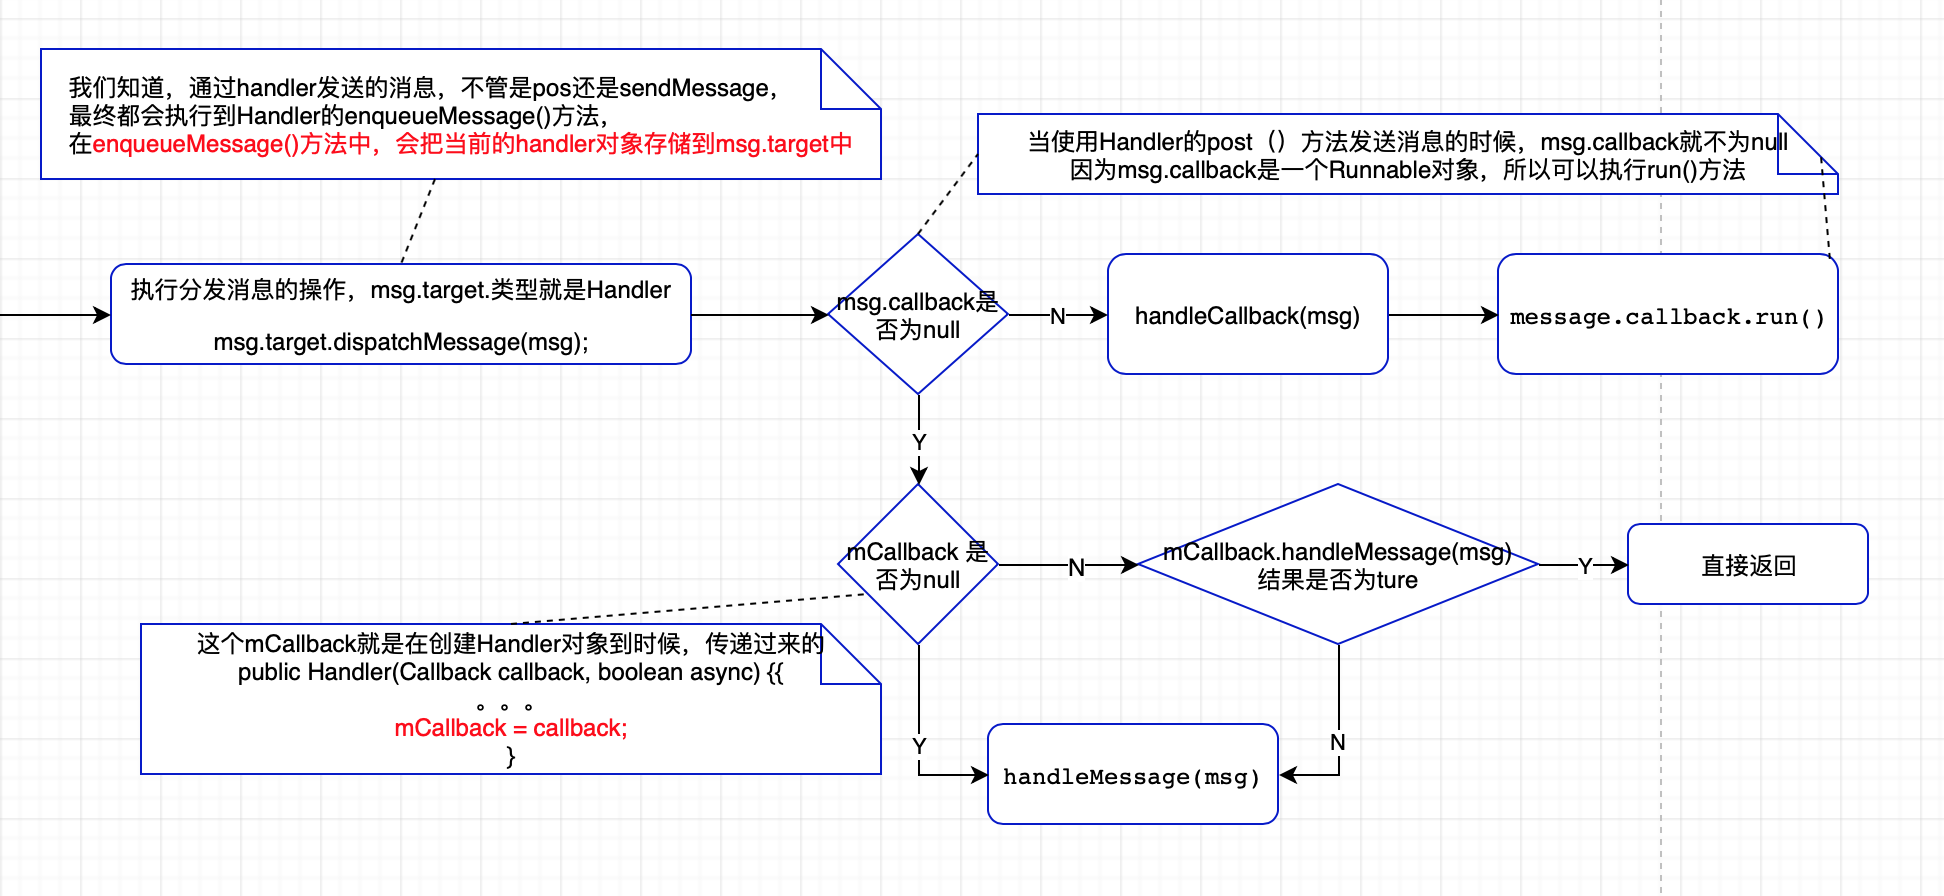 我们知道，通过handler发送的消息，不管是pos还是sendMessage，
最终都会执行到Handler的enqueueMessage()方法，
在enqueueMessage()方法中，会把当前的handler对象存储到msg.target中
当使用Handler的post（）方法发送消息的时候，msg.callback就不为null
因为msg.callback是一个Runnable对象，所以可以执行run()方法
执行分发消息的操作，msg.target.类型就是Handler
msg.target.dispatchMessage(msg);
msg.callback是
否为null
N
handleCallback(msg)
message.callback.run()
Y
mCallback 是
否为null
N
mCallback.handleMessage(msg)
结果是否为ture
Y
直接返回
这个mCallback就是在创建Handler对象到时候，传递过来的
public Handler(Callback callback, boolean async) {{
。。。
mCallback = callback;
}
Y
handleMessage(msg)
N